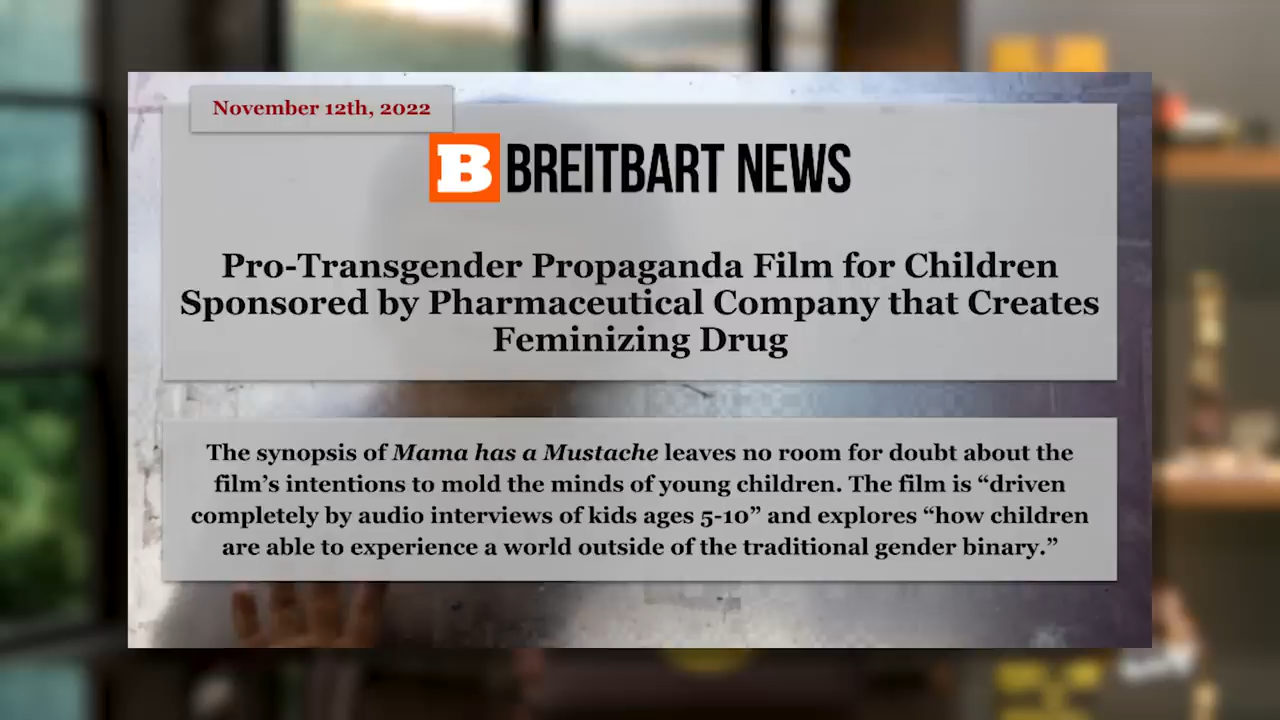 November 12th, 2022
B BREITBART NEWS
Pro-Transgender Propaganda Film for Children
Sponsored by Pharmaceutical Company that Creates
Feminizing Drug
The synopsis of Mama has a Mustache leaves no room for doubt about the
film’s intentions to mold the minds of young children. The film is “driven
completely by audio interviews of kids ages 5-10” and explores “how children
are able to experience a world outside of the traditional gender binary.”